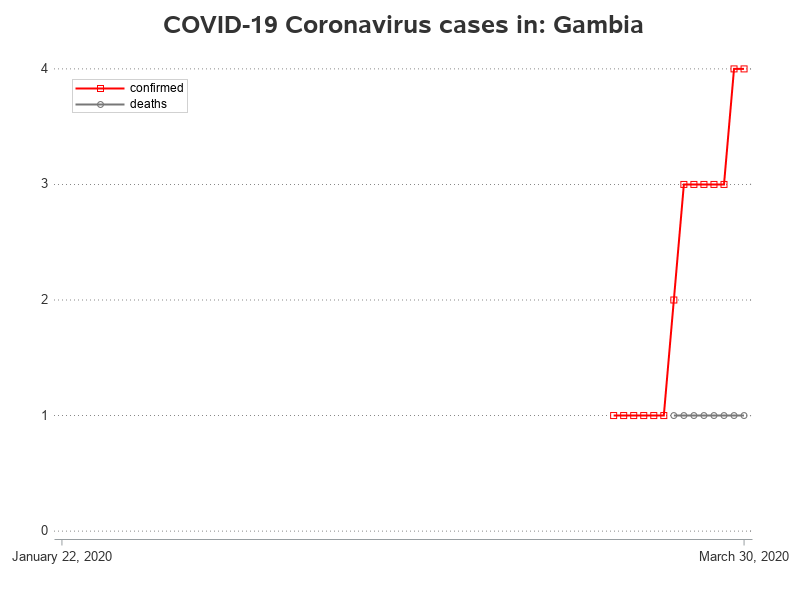 COVID-19 Coronavirus cases in: Gambia
4
confirmed
deaths
3
2
1
0
January 22, 2020
March 30, 2020